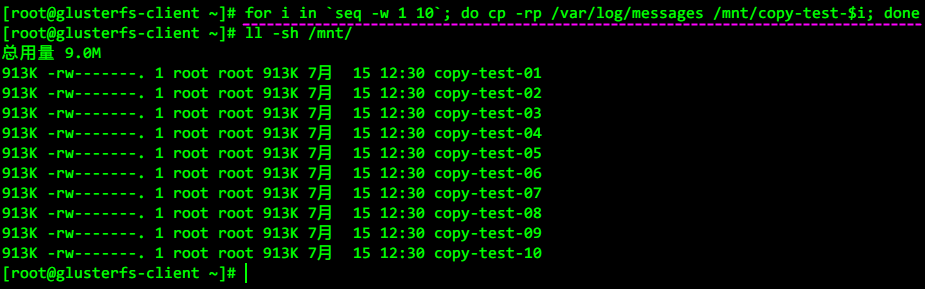 [root@glusterfs-client ~]# for i in `seq -w 1 10`; do cp -rp /var/log/messages /mnt/copy-test-$i; done
[root@glusterfs-client ~]# ll -sh /mnt/
总用量 9.0M
913K -rw-------. 1 root root 913K 7月  15 12:30 copy-test-01
913K -rw-------. 1 root root 913K 7月  15 12:30 copy-test-02
913K -rw-------. 1 root root 913K 7月  15 12:30 copy-test-03
913K -rw-------. 1 root root 913K 7月  15 12:30 copy-test-04
913K -rw-------. 1 root root 913K 7月  15 12:30 copy-test-05
913K -rw-------. 1 root root 913K 7月  15 12:30 copy-test-06
913K -rw-------. 1 root root 913K 7月  15 12:30 copy-test-07
913K -rw-------. 1 root root 913K 7月  15 12:30 copy-test-08
913K -rw-------. 1 root root 913K 7月  15 12:30 copy-test-09
913K -rw-------. 1 root root 913K 7月  15 12:30 copy-test-10
[root@glusterfs-client ~]#